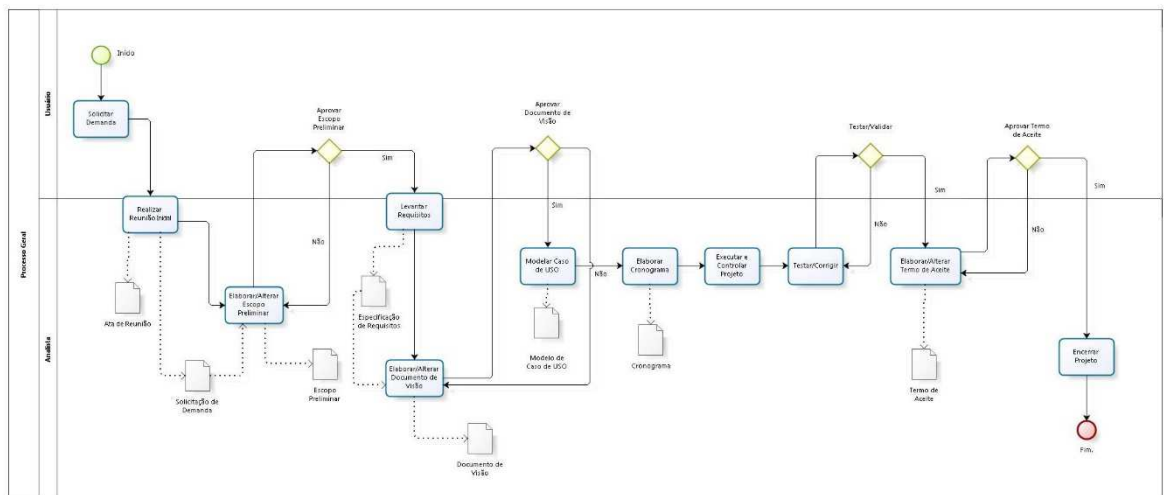 Processo Geral
Usuário
Analista
Início
Solicitar
Demanda
Aprovar
Escopo
Preliminar
Sim
Não
Aprovar
Documento de
Visão
Sim
Não
Testar/Validar
Sim
Não
Aprovar Termo
de Aceite
Sim
Não
Realizar
Reunião Inicial
Ata de Reunião
Solicitação de
Demanda
Elaborar/Alterar
Escopo
Preliminar
Escopo
Preliminar
Levantar
Requisitos
Especificação
de Requisitos
Elaborar/Alterar
Documento de
Visão
Documento de
Visão
Modelar Caso
de USO
Modelo de
Caso de USO
Elaborar
Cronograma
Cronograma
Executar e
Controlar
Projeto
Testar/Corrigir
Elaborar/Alterar
Termo de Aceite
Termo de
Aceite
Encerrar
Projeto
Fim.